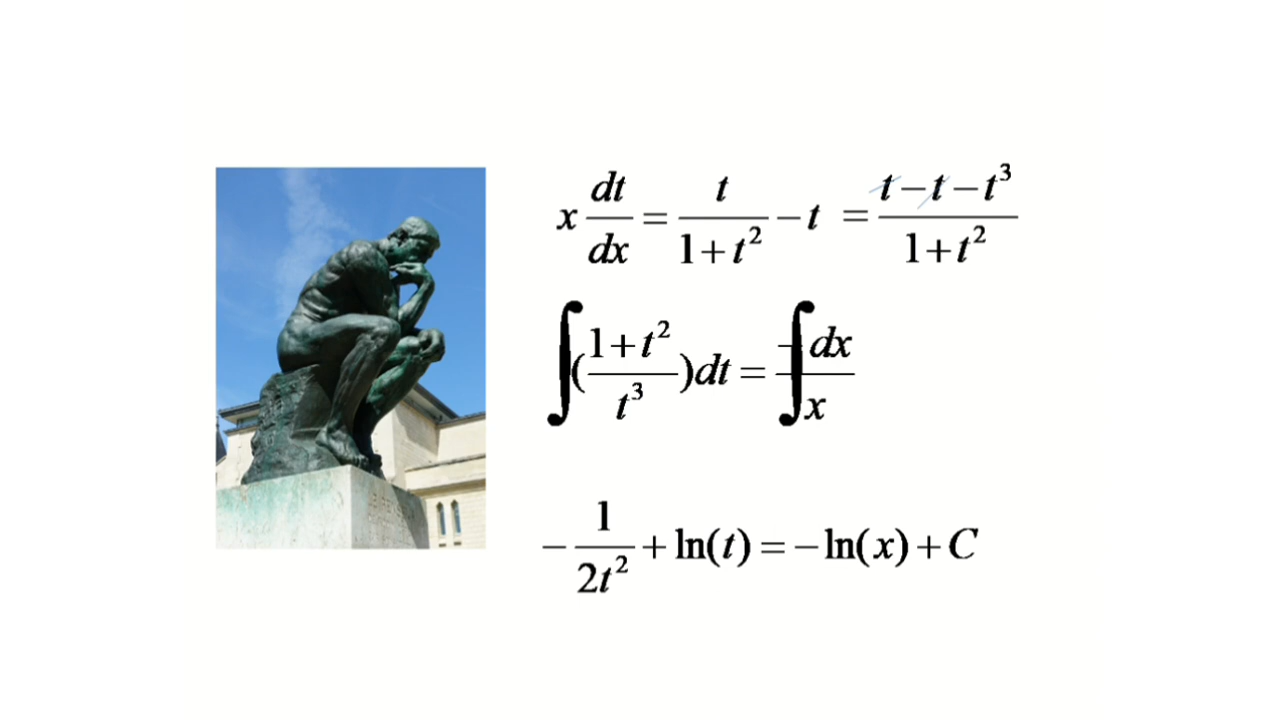 x dt/dx = t/(1+t²) − t = (t−t−t³)/(1+t²)
∫((1+t²)/t³)dt = −∫dx/x
−1/(2t²) + ln(t) = −ln(x) + C